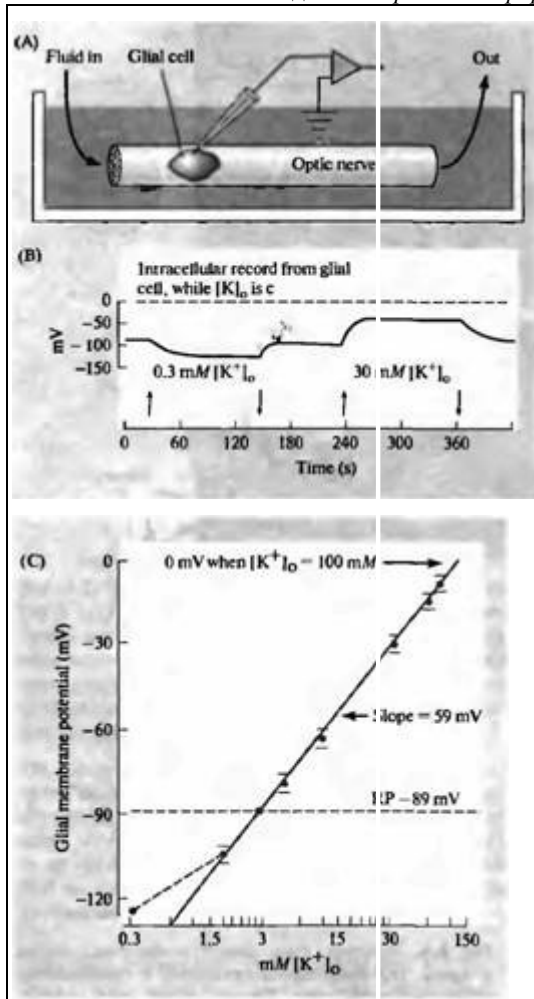 (A)
Fluid in Glial cell Out
Optic nerve
(B)
Intracellular record from glial
cell, while [K]o is c
0
−50
−100
−150
mV
0.3 mM [K+]o 30 mM [K+]o
0 60 120 180 240 300 360
Time (s)
(C)
0 mV when [K+]o = 100 mM
0
−30
Slope = 59 mV
−60
RP −89 mV
−90
−120
Glial membrane potential (mV)
0.3 1.5 3 15 30 150
mM [K+]o